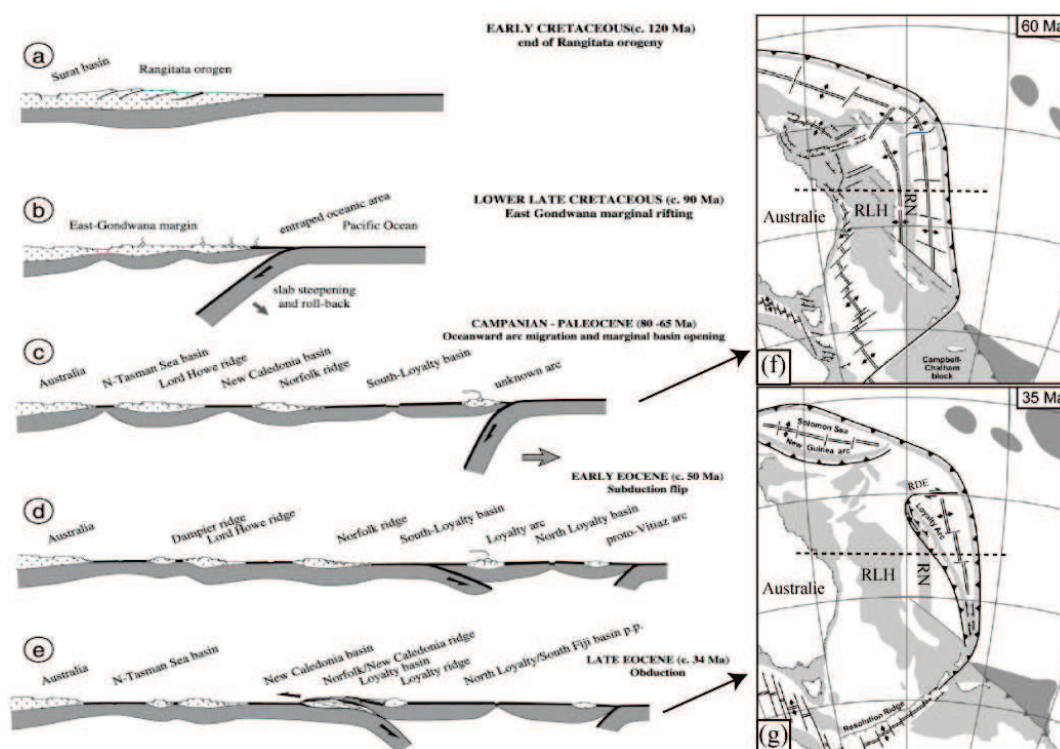 EARLY CRETACEOUS(c. 120 Ma)
end of Rangitata orogeny
a
Surat basin
Rangitata orogen
LOWER LATE CRETACEOUS (c. 90 Ma)
East Gondwana marginal rifting
b
East-Gondwana margin
entraped oceanic area
Pacific Ocean
slab steepening
and roll-back
CAMPANIAN - PALEOCENE (80 -65 Ma)
Oceanward arc migration and marginal basin opening
c
Australia
N-Tasman Sea basin
Lord Howe ridge
New Caledonia basin
Norfolk ridge
South-Loyalty basin
unknown arc
EARLY EOCENE (c. 50 Ma)
Subduction flip
d
Australia
Dampier ridge
Lord Howe ridge
Norfolk ridge
South-Loyalty basin
Loyalty arc
North Loyalty basin
proto-Vitiaz arc
e
Australia
N-Tasman Sea basin
New Caledonia basin
Norfolk/New Caledonia ridge
Loyalty basin
Loyalty ridge
North Loyalty/South Fiji basin p.p.
LATE EOCENE (c. 34 Ma)
Obduction
60 Ma
Australie
RLH
RN
Campbell-
Chatham
block
(f)
35 Ma
Solomon Sea
New Guinea arc
RDE
Loyalty Arc
Australie
RLH
RN
Resolution Ridge
(g)